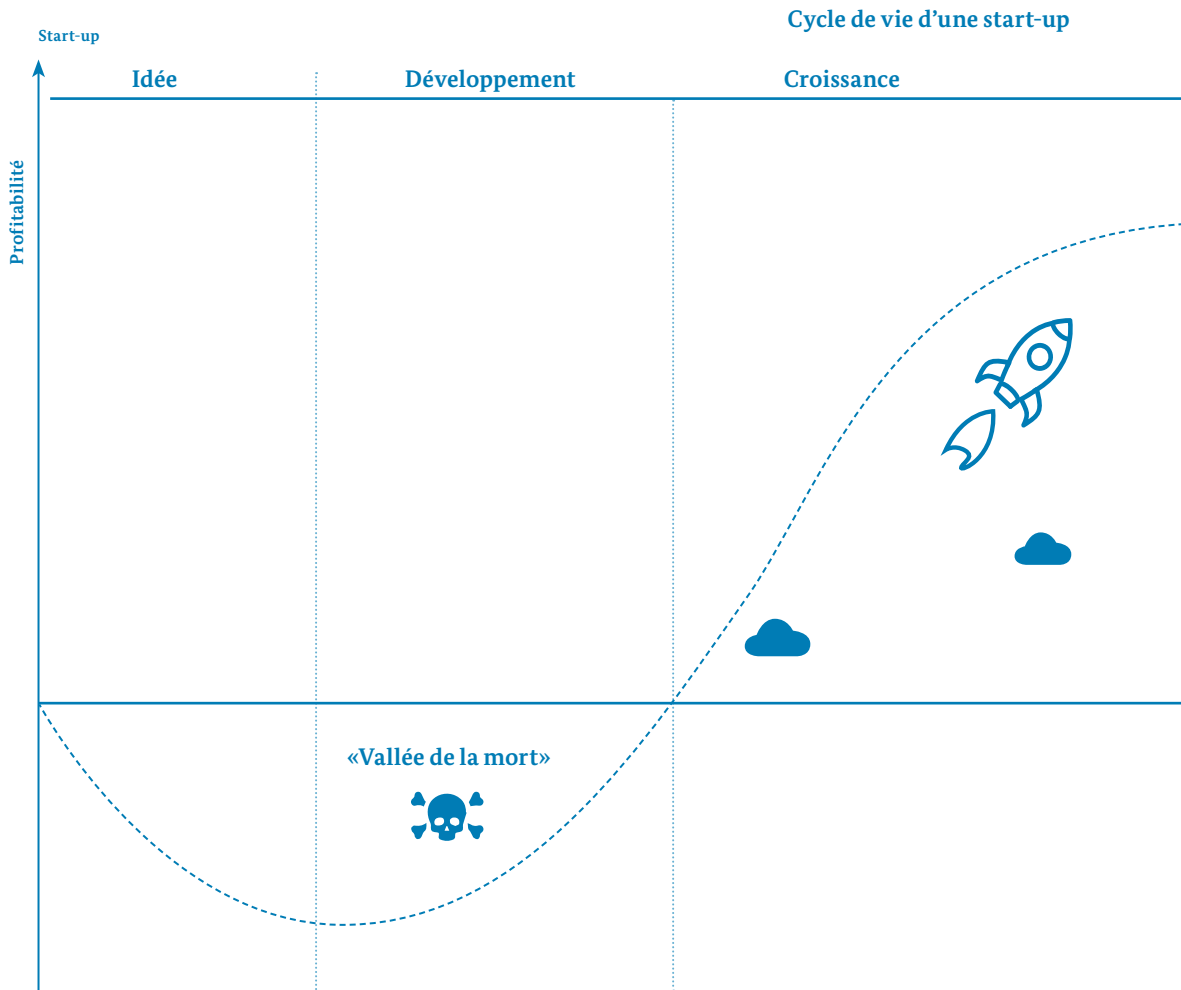 Cycle de vie d’une start-up
Start-up
Idée
Développement
Croissance
Profitabilité
«Vallée de la mort»